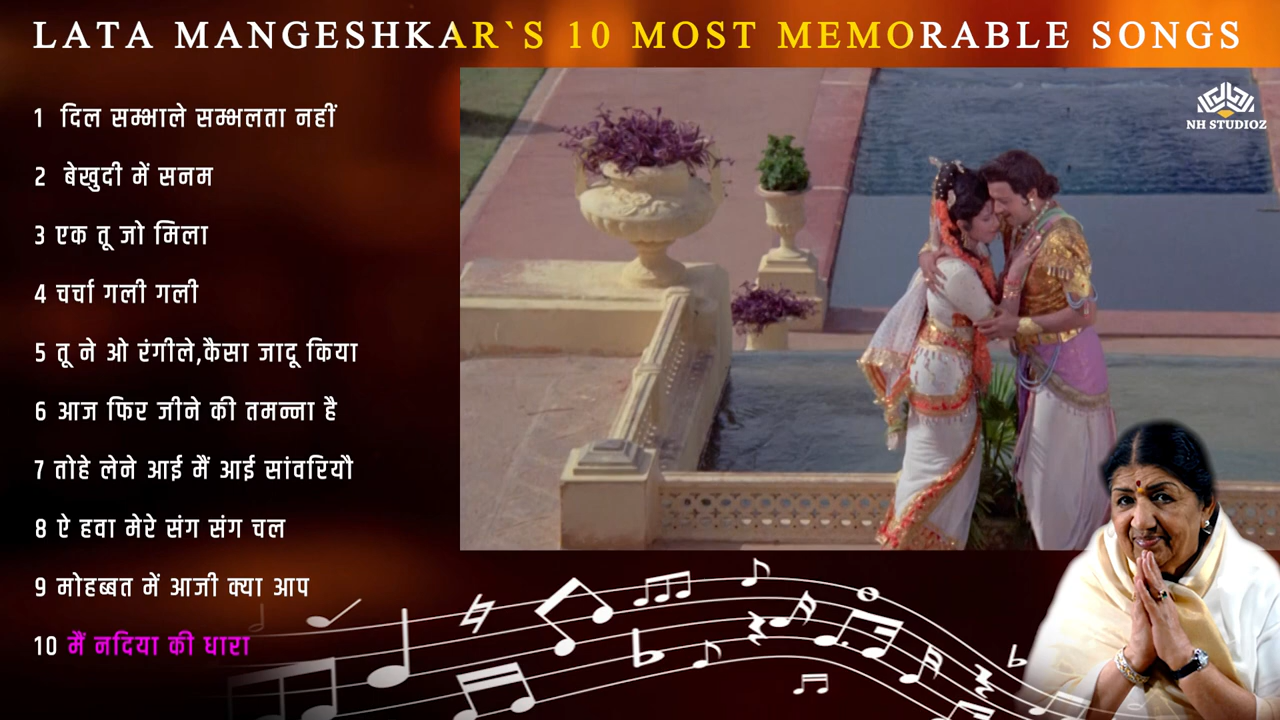 LATA MANGESHKAR`S 10 MOST MEMORABLE SONGS
NH STUDIOZ
1 दिल सम्भाले सम्भलता नहीं
2 बेखुदी में सनम
3 एक तू जो मिला
4 चर्चा गली गली
5 तू ने ओ रंगीले,कैसा जादू किया
6 आज फिर जीने की तमन्ना है
7 तोहे लेने आई मैं आई सांवरियौ
8 ऐ हवा मेरे संग संग चल
9 मोहब्बत में आजी क्या आप
10 मैं नदिया की धारा